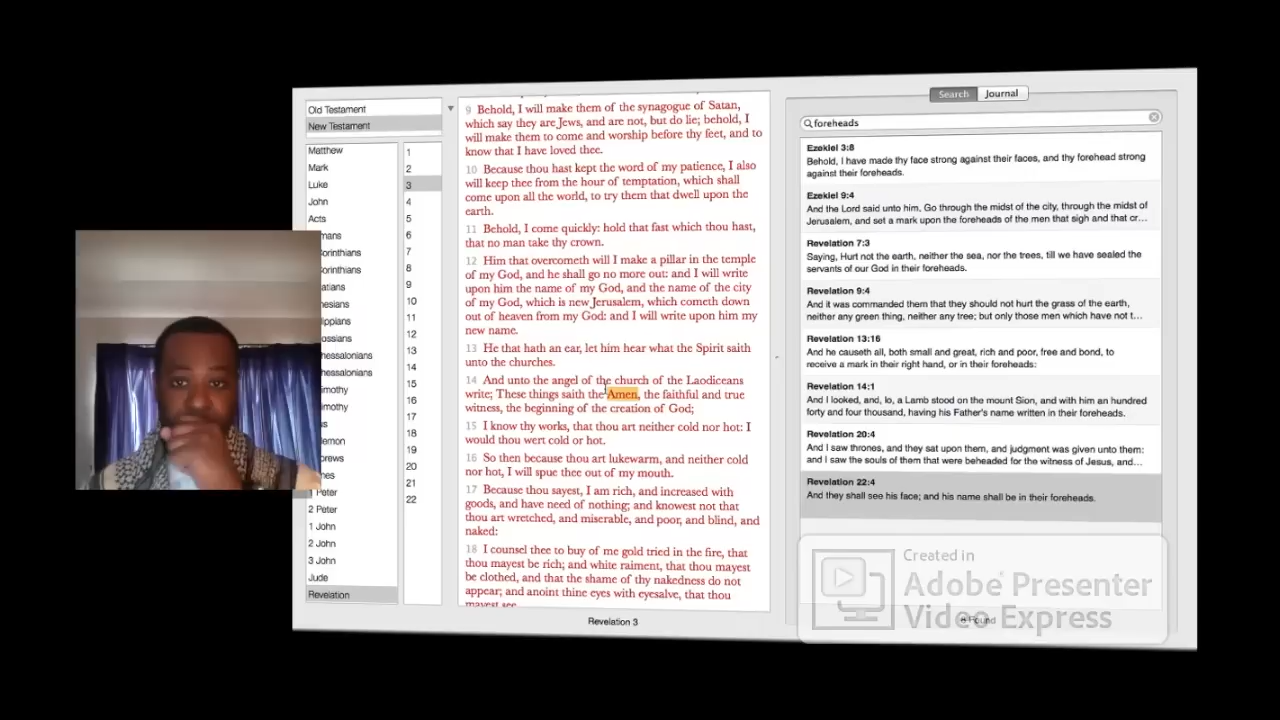 Old Testament
New Testament
Matthew
Mark
Luke
John
Acts
mans
orinthians
orinthians
atians
nesians
ippians
ossians
hessalonians
hessalonians
imothy
imothy
us
lemon
brews
nes
1 Peter
2 Peter
1 John
2 John
3 John
Jude
Revelation
1
2
3
4
5
6
7
8
9
10
11
12
13
14
15
16
17
18
19
20
21
22
9 Behold, I will make them of the synagogue of Satan,
which say they are Jews, and are not, but do lie; behold, I
will make them to come and worship before thy feet, and to
know that I have loved thee.
10 Because thou hast kept the word of my patience, I also
will keep thee from the hour of temptation, which shall
come upon all the world, to try them that dwell upon the
earth.
11 Behold, I come quickly: hold that fast which thou hast,
that no man take thy crown.
12 Him that overcometh will I make a pillar in the temple
of my God, and he shall go no more out: and I will write
upon him the name of my God, and the name of the city
of my God, which is new Jerusalem, which cometh down
out of heaven from my God: and I will write upon him my
new name.
13 He that hath an ear, let him hear what the Spirit saith
unto the churches.
14 And unto the angel of the church of the Laodiceans
write; These things saith the Amen, the faithful and true
witness, the beginning of the creation of God;
15 I know thy works, that thou art neither cold nor hot: I
would thou wert cold or hot.
16 So then because thou art lukewarm, and neither cold
nor hot, I will spue thee out of my mouth.
17 Because thou sayest, I am rich, and increased with
goods, and have need of nothing; and knowest not that
thou art wretched, and miserable, and poor, and blind, and
naked:
18 I counsel thee to buy of me gold tried in the fire, that
thou mayest be rich; and white raiment, that thou mayest
be clothed, and that the shame of thy nakedness do not
appear; and anoint thine eyes with eyesalve, that thou
mayest see.
Revelation 3
Search Journal
foreheads
Ezekiel 3:8
Behold, I have made thy face strong against their faces, and thy forehead strong
against their foreheads.
Ezekiel 9:4
And the Lord said unto him, Go through the midst of the city, through the midst of
Jerusalem, and set a mark upon the foreheads of the men that sigh and that cr...
Revelation 7:3
Saying, Hurt not the earth, neither the sea, nor the trees, till we have sealed the
servants of our God in their foreheads.
Revelation 9:4
And it was commanded them that they should not hurt the grass of the earth,
neither any green thing, neither any tree; but only those men which have not t...
Revelation 13:16
And he causeth all, both small and great, rich and poor, free and bond, to
receive a mark in their right hand, or in their foreheads:
Revelation 14:1
And I looked, and, lo, a Lamb stood on the mount Sion, and with him an hundred
forty and four thousand, having his Father's name written in their foreheads.
Revelation 20:4
And I saw thrones, and they sat upon them, and judgment was given unto them:
and I saw the souls of them that were beheaded for the witness of Jesus, and...
Revelation 22:4
And they shall see his face; and his name shall be in their foreheads.
8 Found
Created in
Adobe® Presenter
Video Express